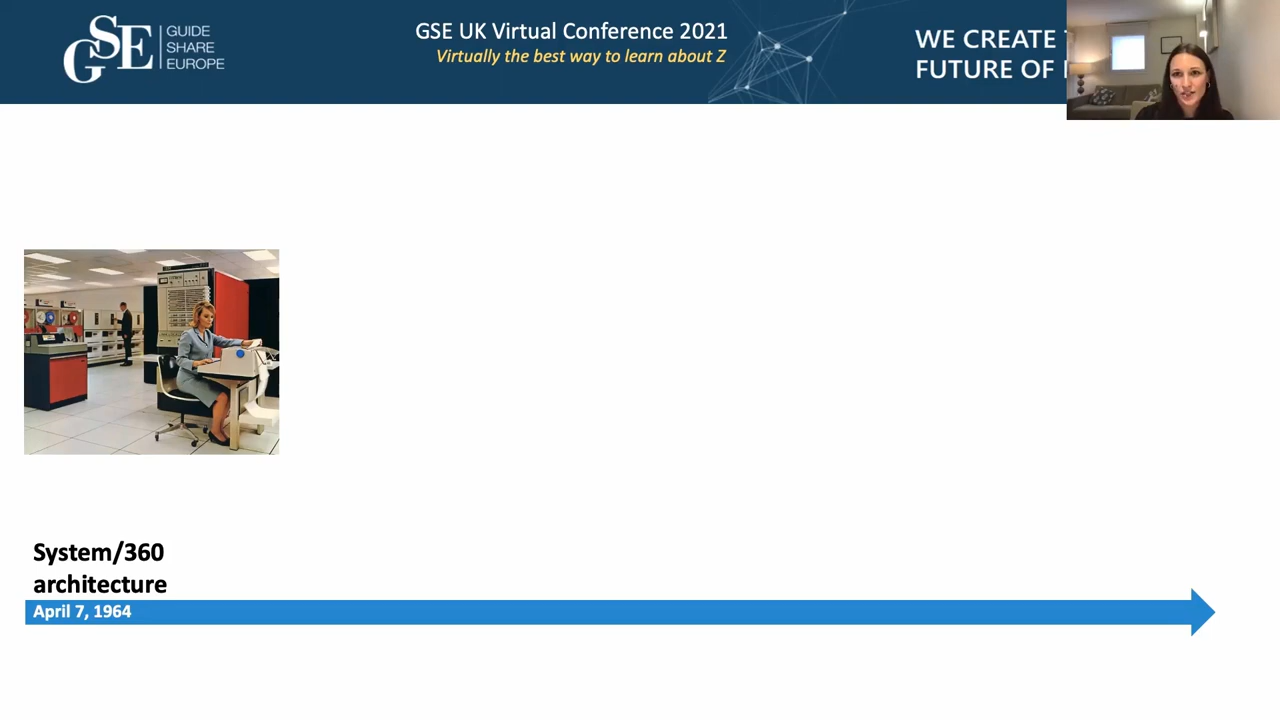 GSE
GUIDE
SHARE
EUROPE
GSE UK Virtual Conference 2021
Virtually the best way to learn about Z
WE CREATE
FUTURE OF
System/360
architecture
April 7, 1964